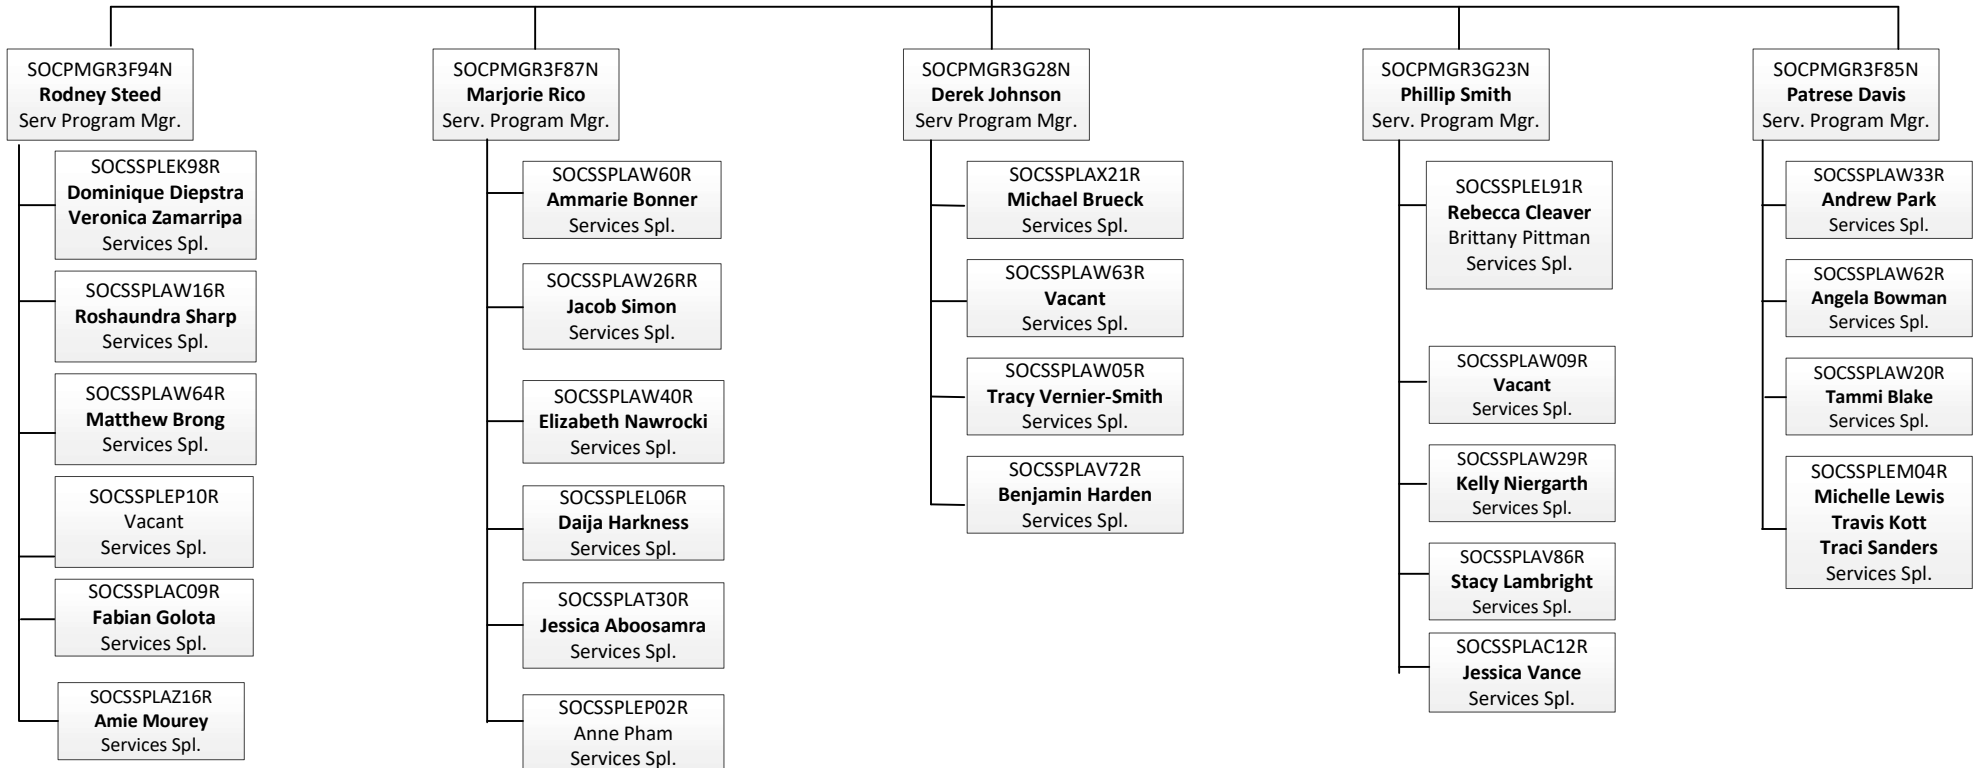 SOCPMGR3F94N
Rodney Steed
Serv Program Mgr.
SOCSSPLEK98R
Dominique Diepstra
Veronica Zamarripa
Services Spl.
SOCSSPLAW16R
Roshaundra Sharp
Services Spl.
SOCSSPLAW64R
Matthew Brong
Services Spl.
SOCSSPLEP10R
Vacant
Services Spl.
SOCSSPLAC09R
Fabian Golota
Services Spl.
SOCSSPLAZ16R
Amie Mourey
Services Spl.
SOCPMGR3F87N
Marjorie Rico
Serv. Program Mgr.
SOCSSPLAW60R
Ammarie Bonner
Services Spl.
SOCSSPLAW26RR
Jacob Simon
Services Spl.
SOCSSPLAW40R
Elizabeth Nawrocki
Services Spl.
SOCSSPLEL06R
Daija Harkness
Services Spl.
SOCSSPLAT30R
Jessica Aboosamra
Services Spl.
SOCSSPLEP02R
Anne Pham
Services Spl.
SOCPMGR3G28N
Derek Johnson
Serv Program Mgr.
SOCSSPLAX21R
Michael Brueck
Services Spl.
SOCSSPLAW63R
Vacant
Services Spl.
SOCSSPLAW05R
Tracy Vernier-Smith
Services Spl.
SOCSSPLAV72R
Benjamin Harden
Services Spl.
SOCPMGR3G23N
Phillip Smith
Serv. Program Mgr.
SOCSSPLEL91R
Rebecca Cleaver
Brittany Pittman
Services Spl.
SOCSSPLAW09R
Vacant
Services Spl.
SOCSSPLAW29R
Kelly Niergarth
Services Spl.
SOCSSPLAV86R
Stacy Lambright
Services Spl.
SOCSSPLAC12R
Jessica Vance
Services Spl.
SOCPMGR3F85N
Patrese Davis
Serv. Program Mgr.
SOCSSPLAW33R
Andrew Park
Services Spl.
SOCSSPLAW62R
Angela Bowman
Services Spl.
SOCSSPLAW20R
Tammi Blake
Services Spl.
SOCSSPLEM04R
Michelle Lewis
Travis Kott
Traci Sanders
Services Spl.